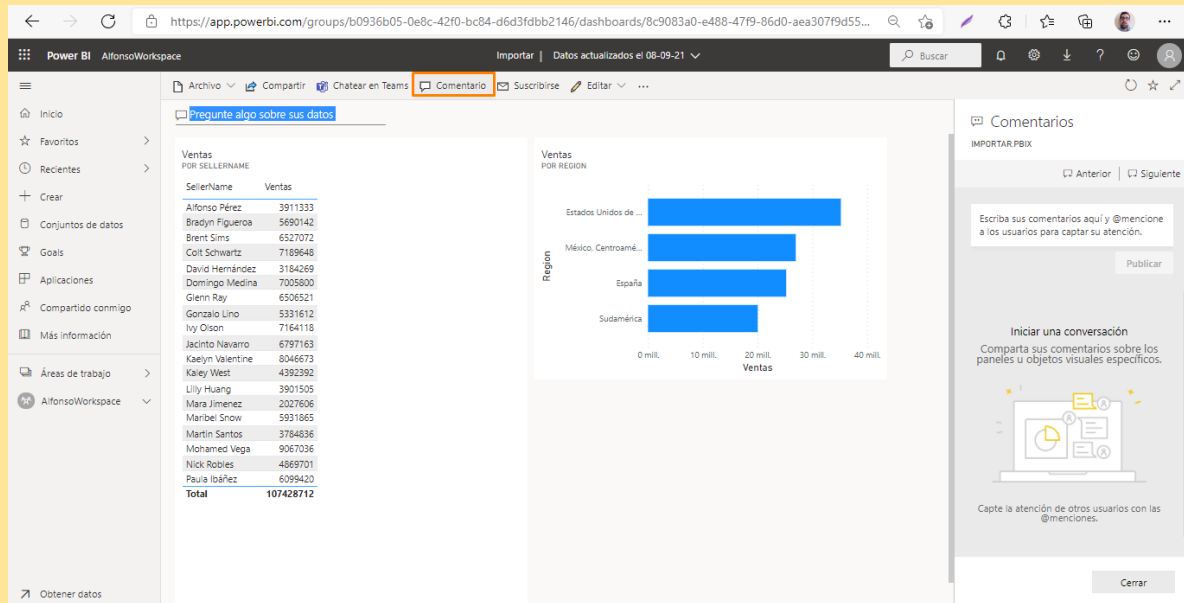 https://app.powerbi.com/groups/b0936b05-0e8c-42f0-bc84-d6d3fdbb2146/dashboards/8c9083a0-e488-47f9-86d0-aea307f9d55...
Power BI AlfonsoWorkspace
Importar | Datos actualizados el 08-09-21
Buscar
Archivo
Compartir
Chatear en Teams
Comentario
Suscribirse
Editar
...
Inicio
Favoritos
Recientes
Crear
Conjuntos de datos
Goals
Aplicaciones
Compartido conmigo
Más información
Áreas de trabajo
AlfonsoWorkspace
Obtener datos
Pregunte algo sobre sus datos
Ventas
POR SELLERNAME
SellerName Ventas
Alfonso Pérez 3911333
Bradyn Figueroa 5690142
Brent Sims 6527072
Colt Schwartz 7189648
David Hernández 3184269
Domingo Medina 7005800
Glenn Ray 6506521
Gonzalo Lino 5331612
Ivy Olson 7164118
Jacinto Navarro 6797163
Kaelyn Valentine 8046673
Kaley West 4392392
Lilly Huang 3901505
Mara Jimenez 2027606
Maribel Snow 5931865
Martin Santos 3784836
Mohamed Vega 9067036
Nick Robles 4869701
Paula Ibáñez 6099420
Total 107428712
Ventas
POR REGION
Region
Estados Unidos de ...
México, Centroamé...
España
Sudamérica
0 mill. 10 mill. 20 mill. 30 mill. 40 mill.
Ventas
Comentarios
IMPORTAR.PBIX
Anterior | Siguiente
Escriba sus comentarios aquí y @mencione
a los usuarios para captar su atención.
Publicar
Iniciar una conversación
Comparta sus comentarios sobre los
paneles u objetos visuales específicos.
Capte la atención de otros usuarios con las
@menciones.
Cerrar